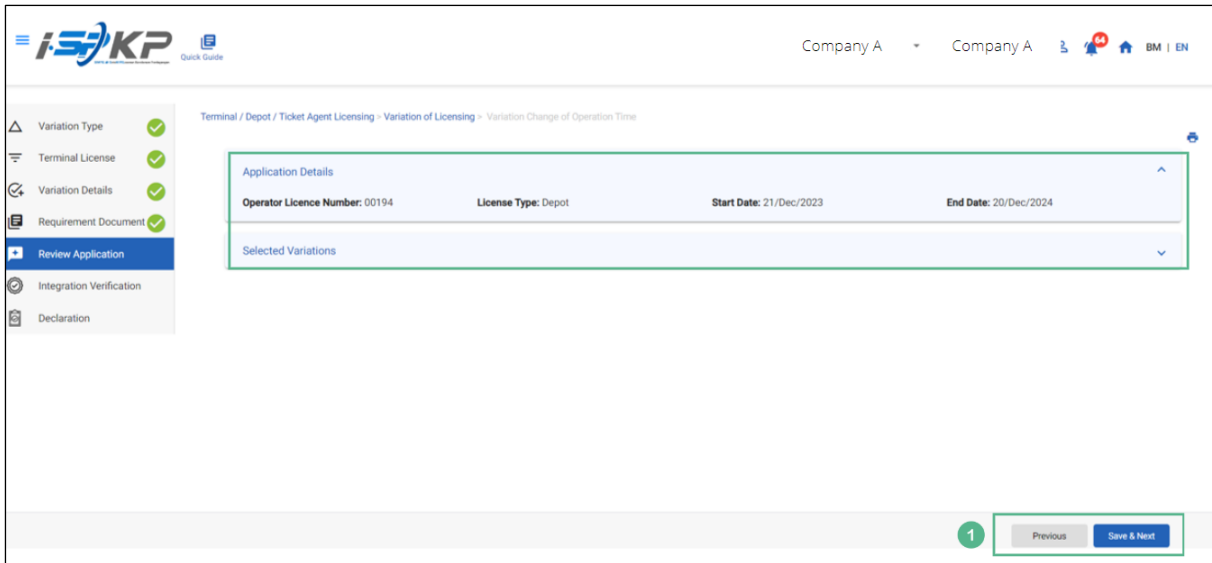 i-SPKP
Quick Guide
Company A
Company A
64
BM | EN
Terminal / Depot / Ticket Agent Licensing > Variation of Licensing > Variation Change of Operation Time
Variation Type
Terminal License
Variation Details
Requirement Document
Review Application
Integration Verification
Declaration
Application Details
Operator Licence Number: 00194 License Type: Depot Start Date: 21/Dec/2023 End Date: 20/Dec/2024
Selected Variations
1
Previous
Save & Next